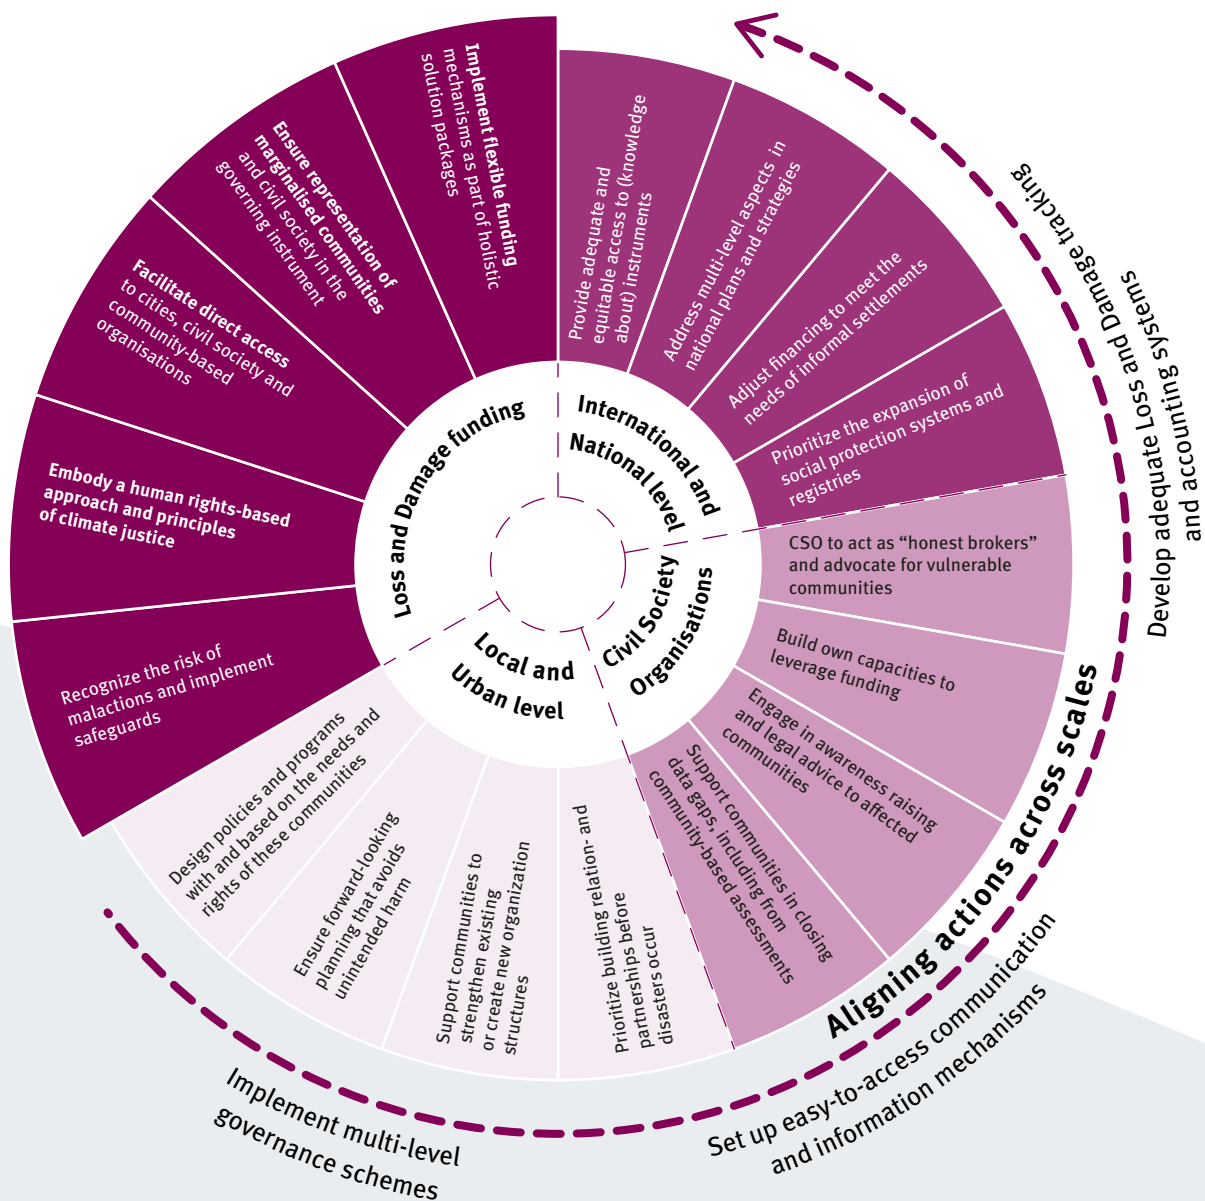 Implement flexible funding
mechanisms as part of holistic
solution packages
Ensure representation of
marginalised communities
and civil society in the
governing instrument
Facilitate direct access
to cities, civil society and
community-based
organisations
Embody a human rights-based
approach and principles
of climate justice
Recognize the risk of
malactions and implement
safeguards
Loss and Damage funding
Provide adequate and
equitable access to (knowledge
about) instruments
Address multi-level aspects in
national plans and strategies
Adjust financing to meet the
needs of informal settlements
Prioritize the expansion of
social protection systems and
registries
International and
National level
CSO to act as “honest brokers”
and advocate for vulnerable
communities
Build own capacities to
leverage funding
Engage in awareness raising
and legal advice to affected
communities
Support communities in closing
data gaps, including from
community-based assessments
Civil Society
Organisations
Prioritize building relation- and
partnerships before
disasters occur
Support communities to
strengthen existing
or create new organization
structures
Ensure forward-looking
planning that avoids
unintended harm
Design policies and programs
with and based on the needs and
rights of these communities
Local and
Urban level
Aligning actions across scales
Develop adequate Loss and Damage tracking
and accounting systems
Set up easy-to-access communication
and information mechanisms
Implement multi-level
governance schemes